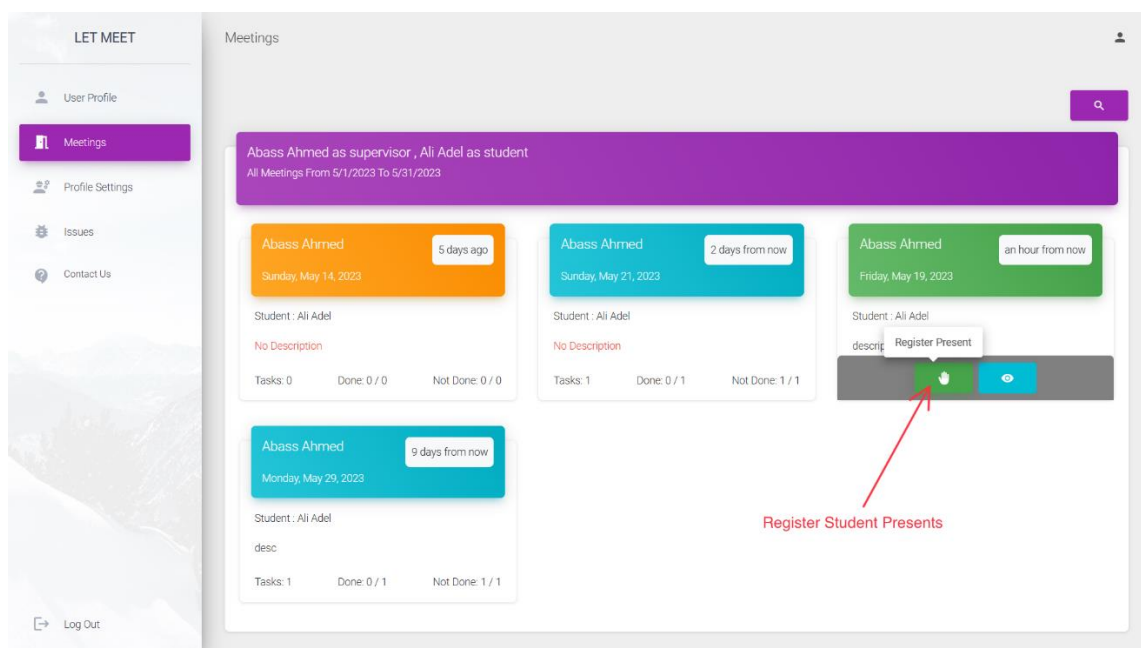 LET MEET
User Profile
Meetings
Profile Settings
Issues
Contact Us
Log Out
Meetings
Abass Ahmed as supervisor , Ali Adel as student
All Meetings From 5/1/2023 To 5/31/2023
Abass Ahmed
5 days ago
Sunday, May 14, 2023
Student : Ali Adel
No Description
Tasks: 0 Done: 0 / 0 Not Done: 0 / 0
Abass Ahmed
2 days from now
Sunday, May 21, 2023
Student : Ali Adel
No Description
Tasks: 1 Done: 0 / 1 Not Done: 1 / 1
Abass Ahmed
an hour from now
Friday, May 19, 2023
Student : Ali Adel
Register Present
Abass Ahmed
9 days from now
Monday, May 29, 2023
Student : Ali Adel
desc
Tasks: 1 Done: 0 / 1 Not Done: 1 / 1
Register Student Presents